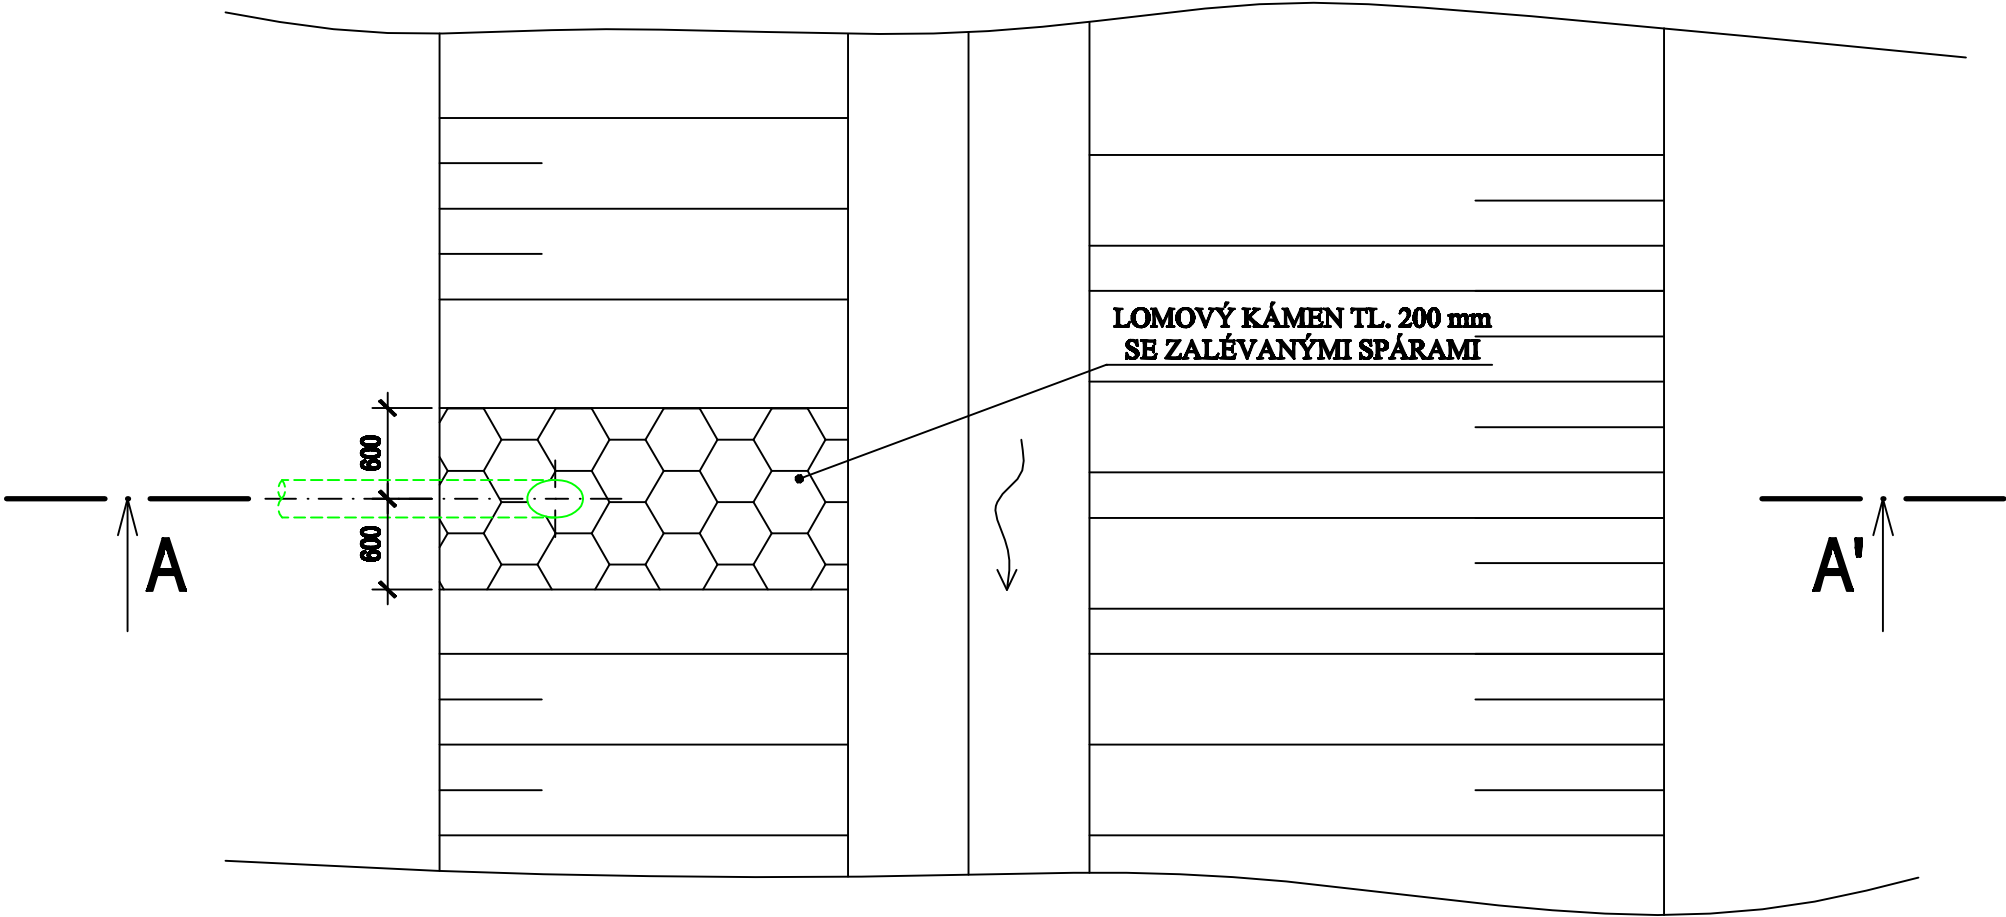 LOMOVÝ KÁMEN TL. 200 mm
SE ZALÉVANÝMI SPÁRAMI
600
600
A
A'